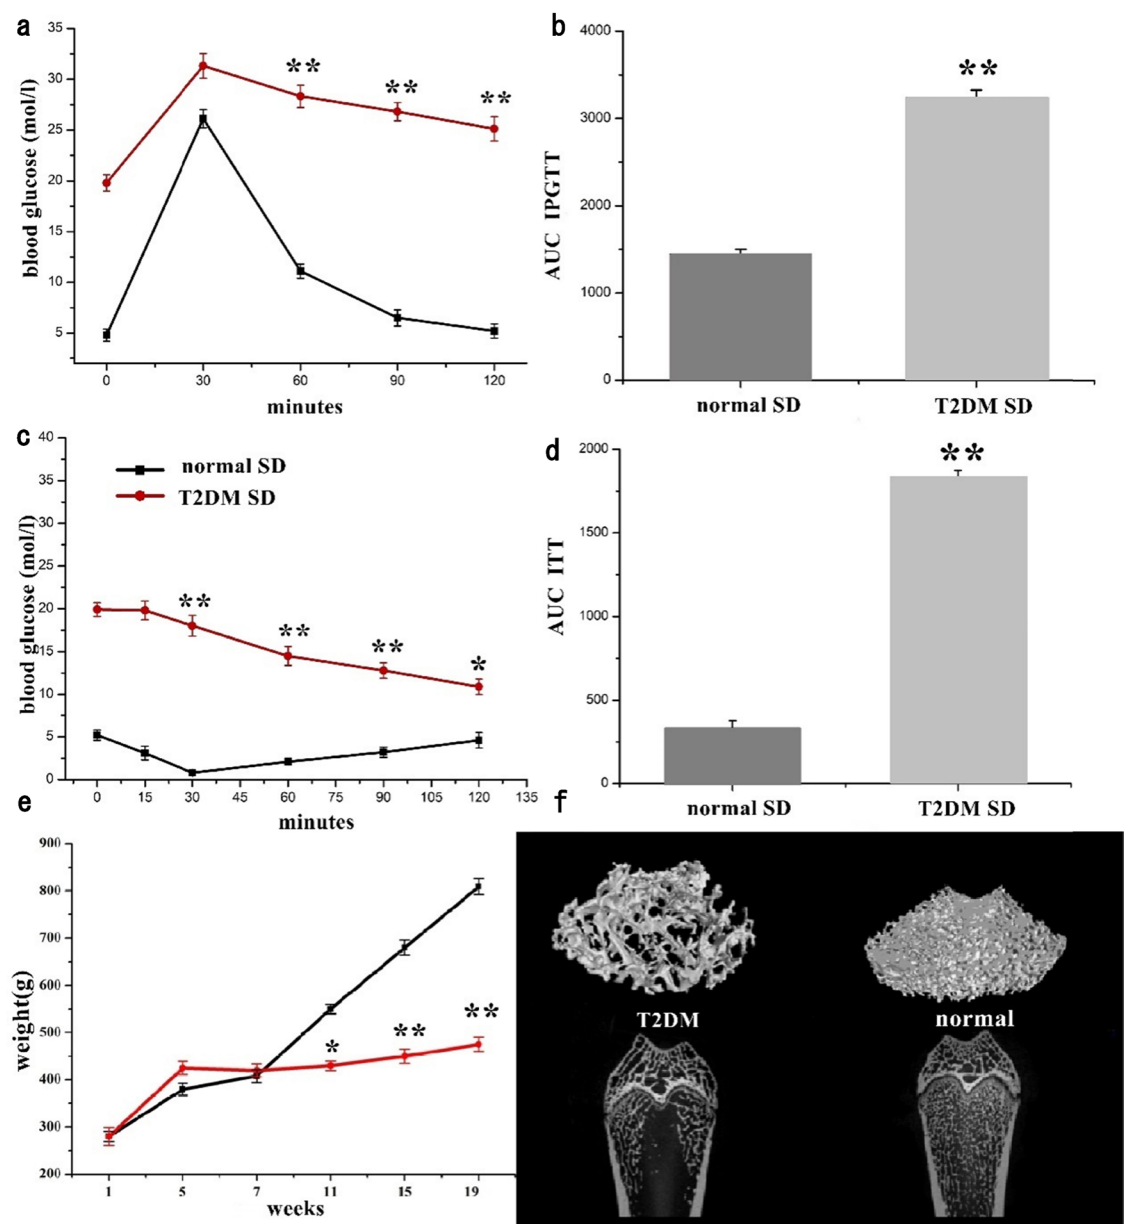 a
35
30
25
20
15
10
5
blood glucose (mol/l)
**
**
**
0 30 60 90 120
minutes
b
4000
3000
2000
1000
0
AUC IPGTT
**
normal SD T2DM SD
c
40
35
30
25
20
15
10
5
0
blood glucose (mol/l)
normal SD
T2DM SD
**
**
**
*
0 15 30 45 60 75 90 105 120 135
minutes
d
2000
1500
1000
500
0
AUC ITT
**
normal SD T2DM SD
e
900
800
700
600
500
400
300
200
weight(g)
*
**
**
1 5 7 11 15 19
weeks
f
T2DM normal